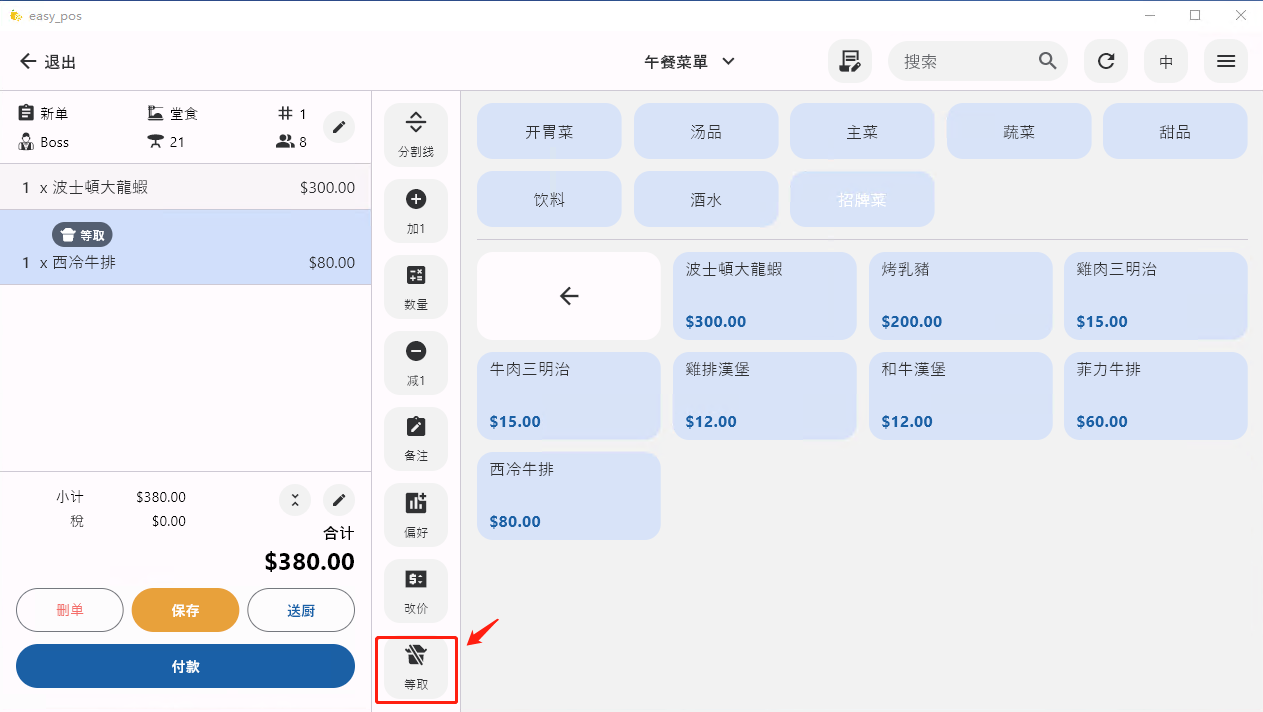 easy_pos
退出
午餐菜單
搜索
中
新单
堂食
1
Boss
21
8
1 x 波士頓大龍蝦 $300.00
等取
1 x 西冷牛排 $80.00
小计 $380.00
稅 $0.00
合计
$380.00
删单
保存
送厨
付款
分割线
加1
数量
减1
备注
偏好
改价
等取
开胃菜
汤品
主菜
蔬菜
甜品
饮料
酒水
招牌菜
波士頓大龍蝦
$300.00
烤乳豬
$200.00
雞肉三明治
$15.00
牛肉三明治
$15.00
雞排漢堡
$12.00
和牛漢堡
$12.00
菲力牛排
$60.00
西冷牛排
$80.00